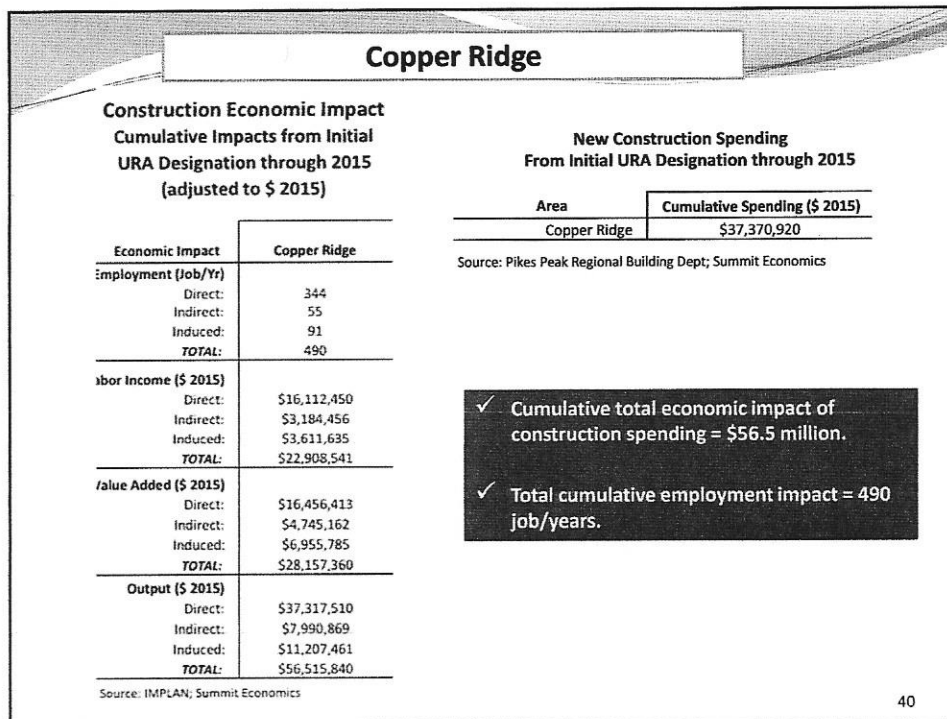 Copper Ridge
Construction Economic Impact
Cumulative Impacts from Initial
URA Designation through 2015
(adjusted to $ 2015)
Economic Impact Copper Ridge
Employment (Job/Yr)
Direct: 344
Indirect: 55
Induced: 91
TOTAL: 490
abor Income ($ 2015)
Direct: $16,112,450
Indirect: $3,184,456
Induced: $3,611,635
TOTAL: $22,908,541
Value Added ($ 2015)
Direct: $16,456,413
Indirect: $4,745,162
Induced: $6,955,785
TOTAL: $28,157,360
Output ($ 2015)
Direct: $37,317,510
Indirect: $7,990,869
Induced: $11,207,461
TOTAL: $56,515,840
Source: IMPLAN; Summit Economics
New Construction Spending
From Initial URA Designation through 2015
Area Cumulative Spending ($ 2015)
Copper Ridge $37,370,920
Source: Pikes Peak Regional Building Dept; Summit Economics
✓ Cumulative total economic impact of
construction spending = $56.5 million.
✓ Total cumulative employment impact = 490
job/years.
40